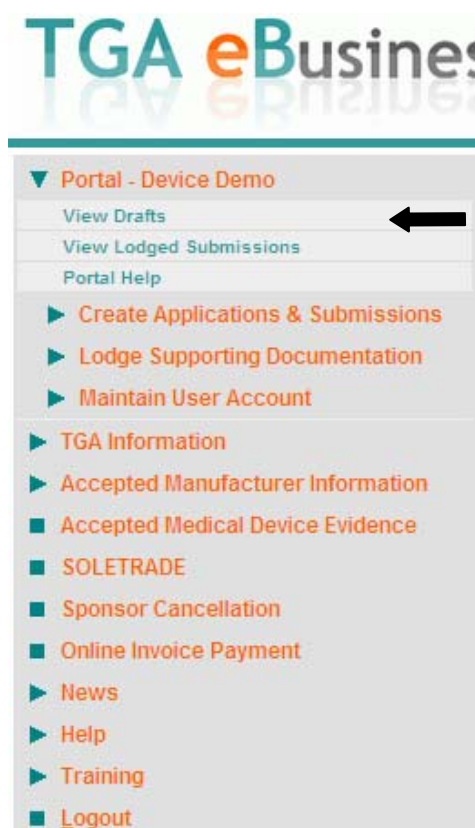 TGA eBusines
Portal - Device Demo
View Drafts
View Lodged Submissions
Portal Help
Create Applications & Submissions
Lodge Supporting Documentation
Maintain User Account
TGA Information
Accepted Manufacturer Information
Accepted Medical Device Evidence
SOLETRADE
Sponsor Cancellation
Online Invoice Payment
News
Help
Training
Logout